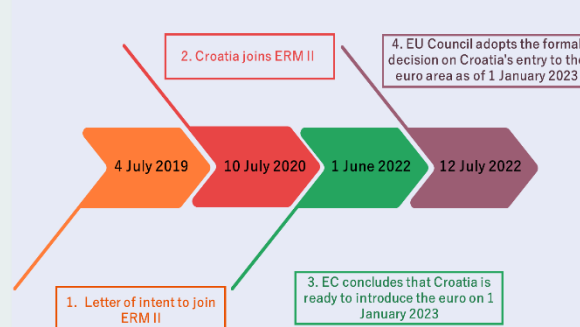 2. Croatia joins ERM II
4. EU Council adopts the formal
decision on Croatia's entry to the
euro area as of 1 January 2023
4 July 2019
10 July 2020
1 June 2022
12 July 2022
1. Letter of intent to join
ERM II
3. EC concludes that Croatia is
ready to introduce the euro on 1
January 2023